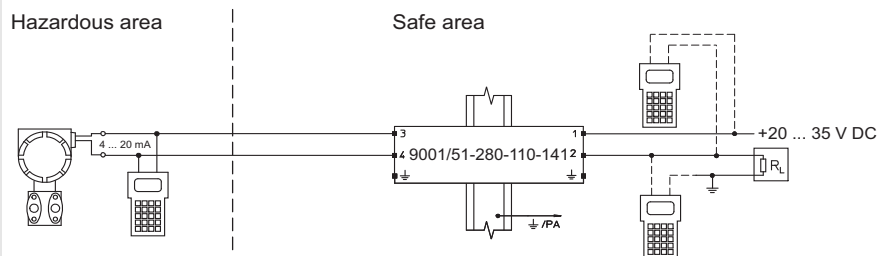 Hazardous area
Safe area
3
1
+20 ... 35 V DC
4 ... 20 mA
4
9001/51-280-110-141
2
R_L
/PA